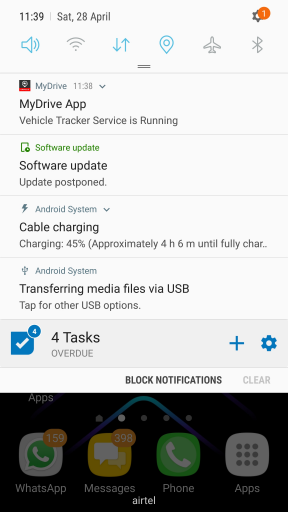 11:39 Sat, 28 April 1
MyDrive 11:38
MyDrive App
Vehicle Tracker Service is Running
Software update
Software update
Update postponed.
Android System
Cable charging
Charging: 45% (Approximately 4 h 6 m until fully char..
Android System
Transferring media files via USB
Tap for other USB options.
4
4 Tasks
OVERDUE
BLOCK NOTIFICATIONS CLEAR
Apps
159 398
WhatsApp Messages Phone Apps
airtel